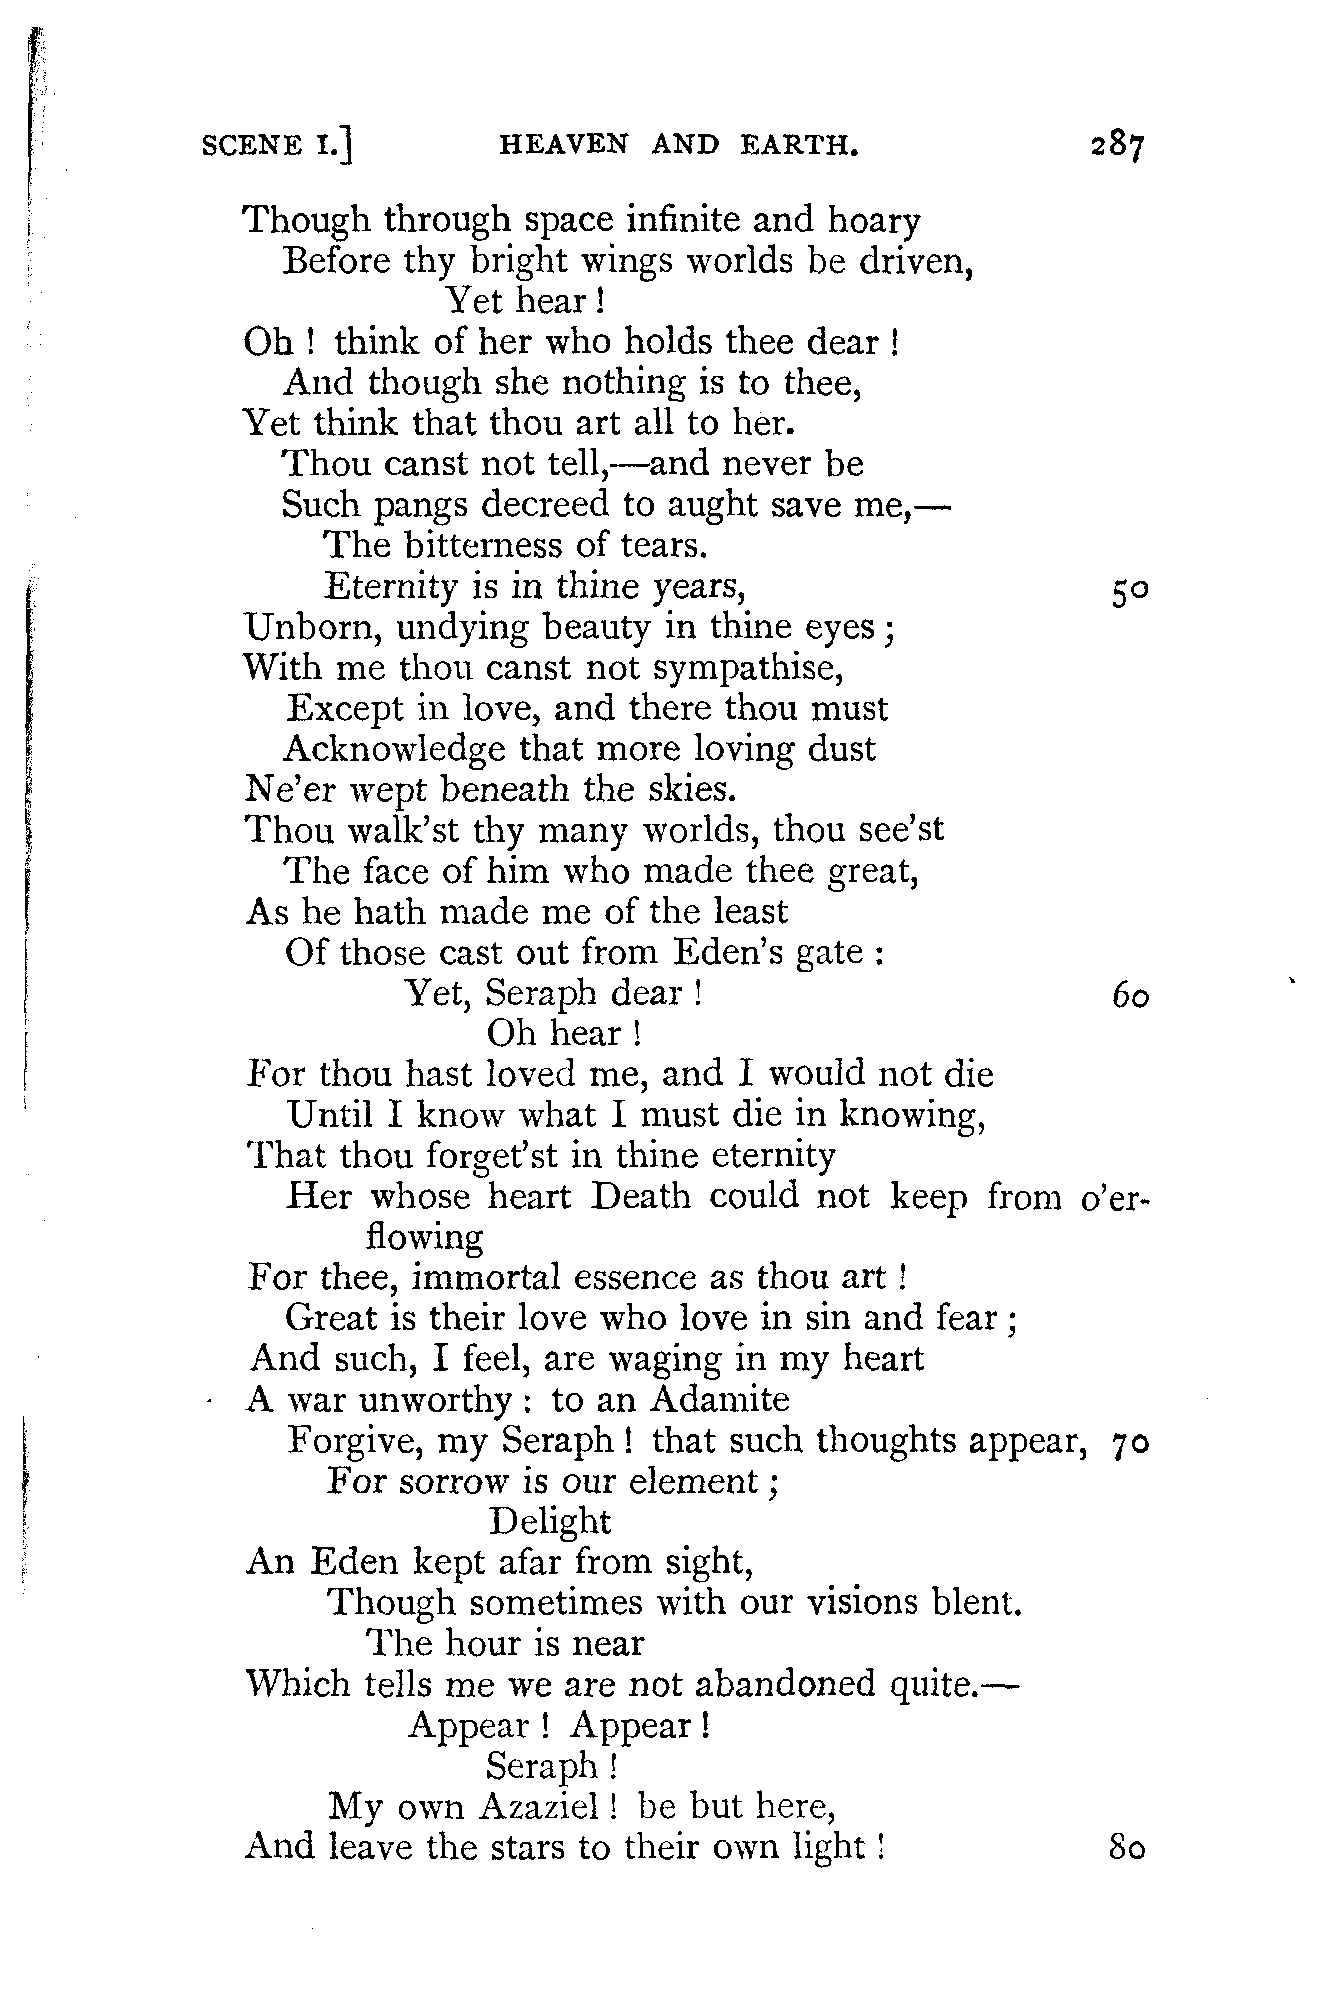 SCENE I.] HEAVEN AND EARTH. 287
Though through space infinite and hoary
Before thy bright wings worlds be driven,
Yet hear !
Oh ! think of her who holds thee dear !
And though she nothing is to thee,
Yet think that thou art all to her.
Thou canst not tell,—and never be
Such pangs decreed to aught save me,—
The bitterness of tears.
Eternity is in thine years, 50
Unborn, undying beauty in thine eyes ;
With me thou canst not sympathise,
Except in love, and there thou must
Acknowledge that more loving dust
Ne'er wept beneath the skies.
Thou walk'st thy many worlds, thou see'st
The face of him who made thee great,
As he hath made me of the least
Of those cast out from Eden's gate :
Yet, Seraph dear ! 60
Oh hear !
For thou hast loved me, and I would not die
Until I know what I must die in knowing,
That thou forget'st in thine eternity
Her whose heart Death could not keep from o'er-
flowing
For thee, immortal essence as thou art !
Great is their love who love in sin and fear ;
And such, I feel, are waging in my heart
A war unworthy : to an Adamite
Forgive, my Seraph ! that such thoughts appear, 70
For sorrow is our element ;
Delight
An Eden kept afar from sight,
Though sometimes with our visions blent.
The hour is near
Which tells me we are not abandoned quite.—
Appear ! Appear !
Seraph !
My own Azaziel ! be but here,
And leave the stars to their own light ! 80